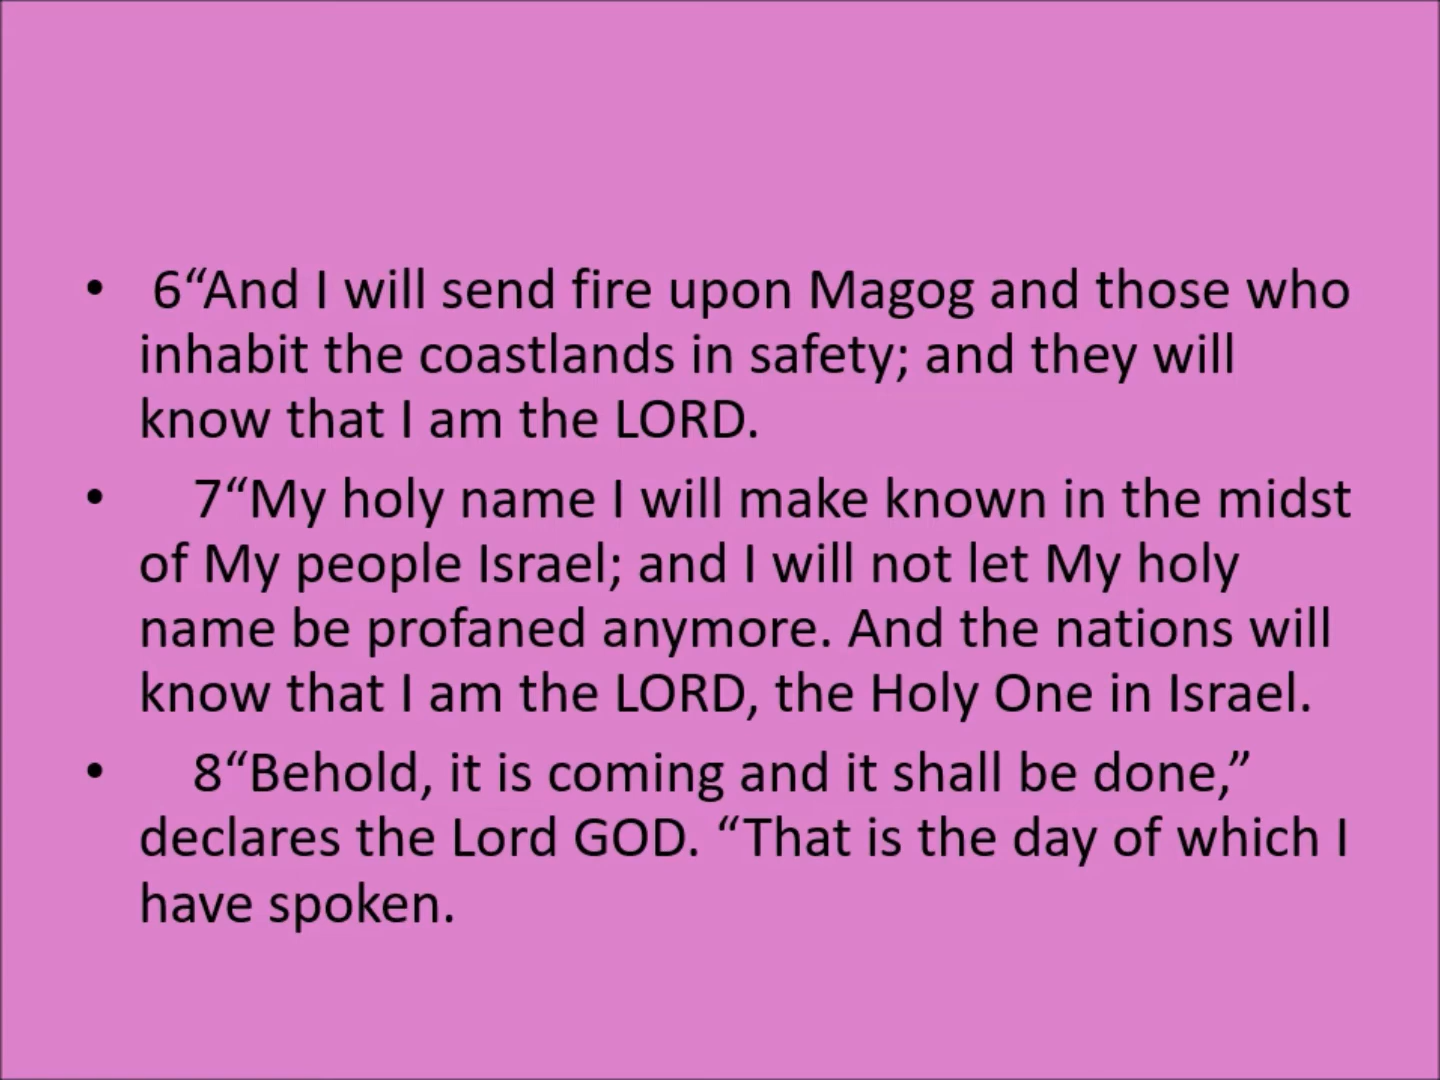 • 6“And I will send fire upon Magog and those who
inhabit the coastlands in safety; and they will
know that I am the LORD.
• 7“My holy name I will make known in the midst
of My people Israel; and I will not let My holy
name be profaned anymore. And the nations will
know that I am the LORD, the Holy One in Israel.
• 8“Behold, it is coming and it shall be done,”
declares the Lord GOD. “That is the day of which I
have spoken.